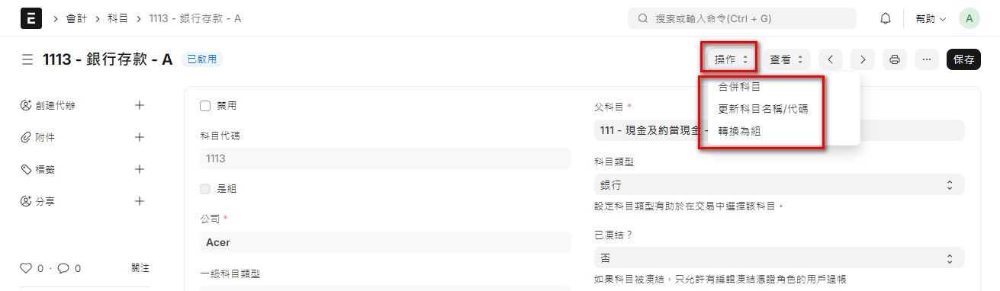 E 會計 科目 1113 - 銀行存款 - A 搜索或輸入命令(Ctrl + G) 幫助 A
1113 - 銀行存款 - A 已啟用 操作 查看 ... 保存
合併科目
更新科目名稱/代碼
轉換為組
創建代辦
附件
標籤
分享
0 · 0 關注
禁用
科目代碼
1113
是組
公司 *
Acer
一級科目類型
父科目 *
111 - 現金及約當現金 -
科目類型
銀行
設定科目類型有助於在交易中選擇該科目。
已凍結？
否
如果科目被凍結，只允許有編輯凍結憑證角色的用戶過帳